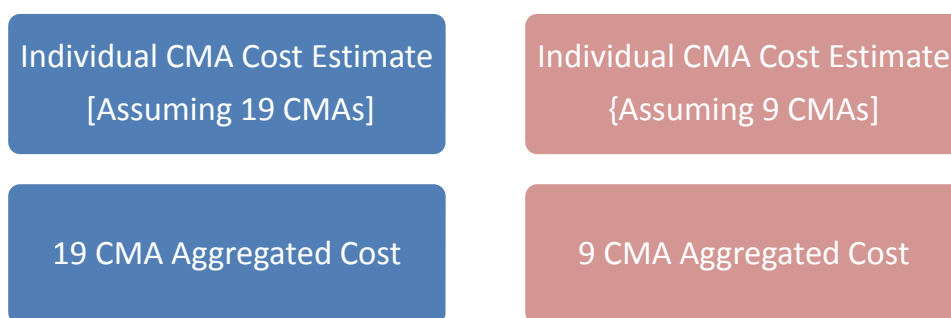 Individual CMA Cost Estimate
[Assuming 19 CMAs]
Individual CMA Cost Estimate
{Assuming 9 CMAs]
19 CMA Aggregated Cost
9 CMA Aggregated Cost